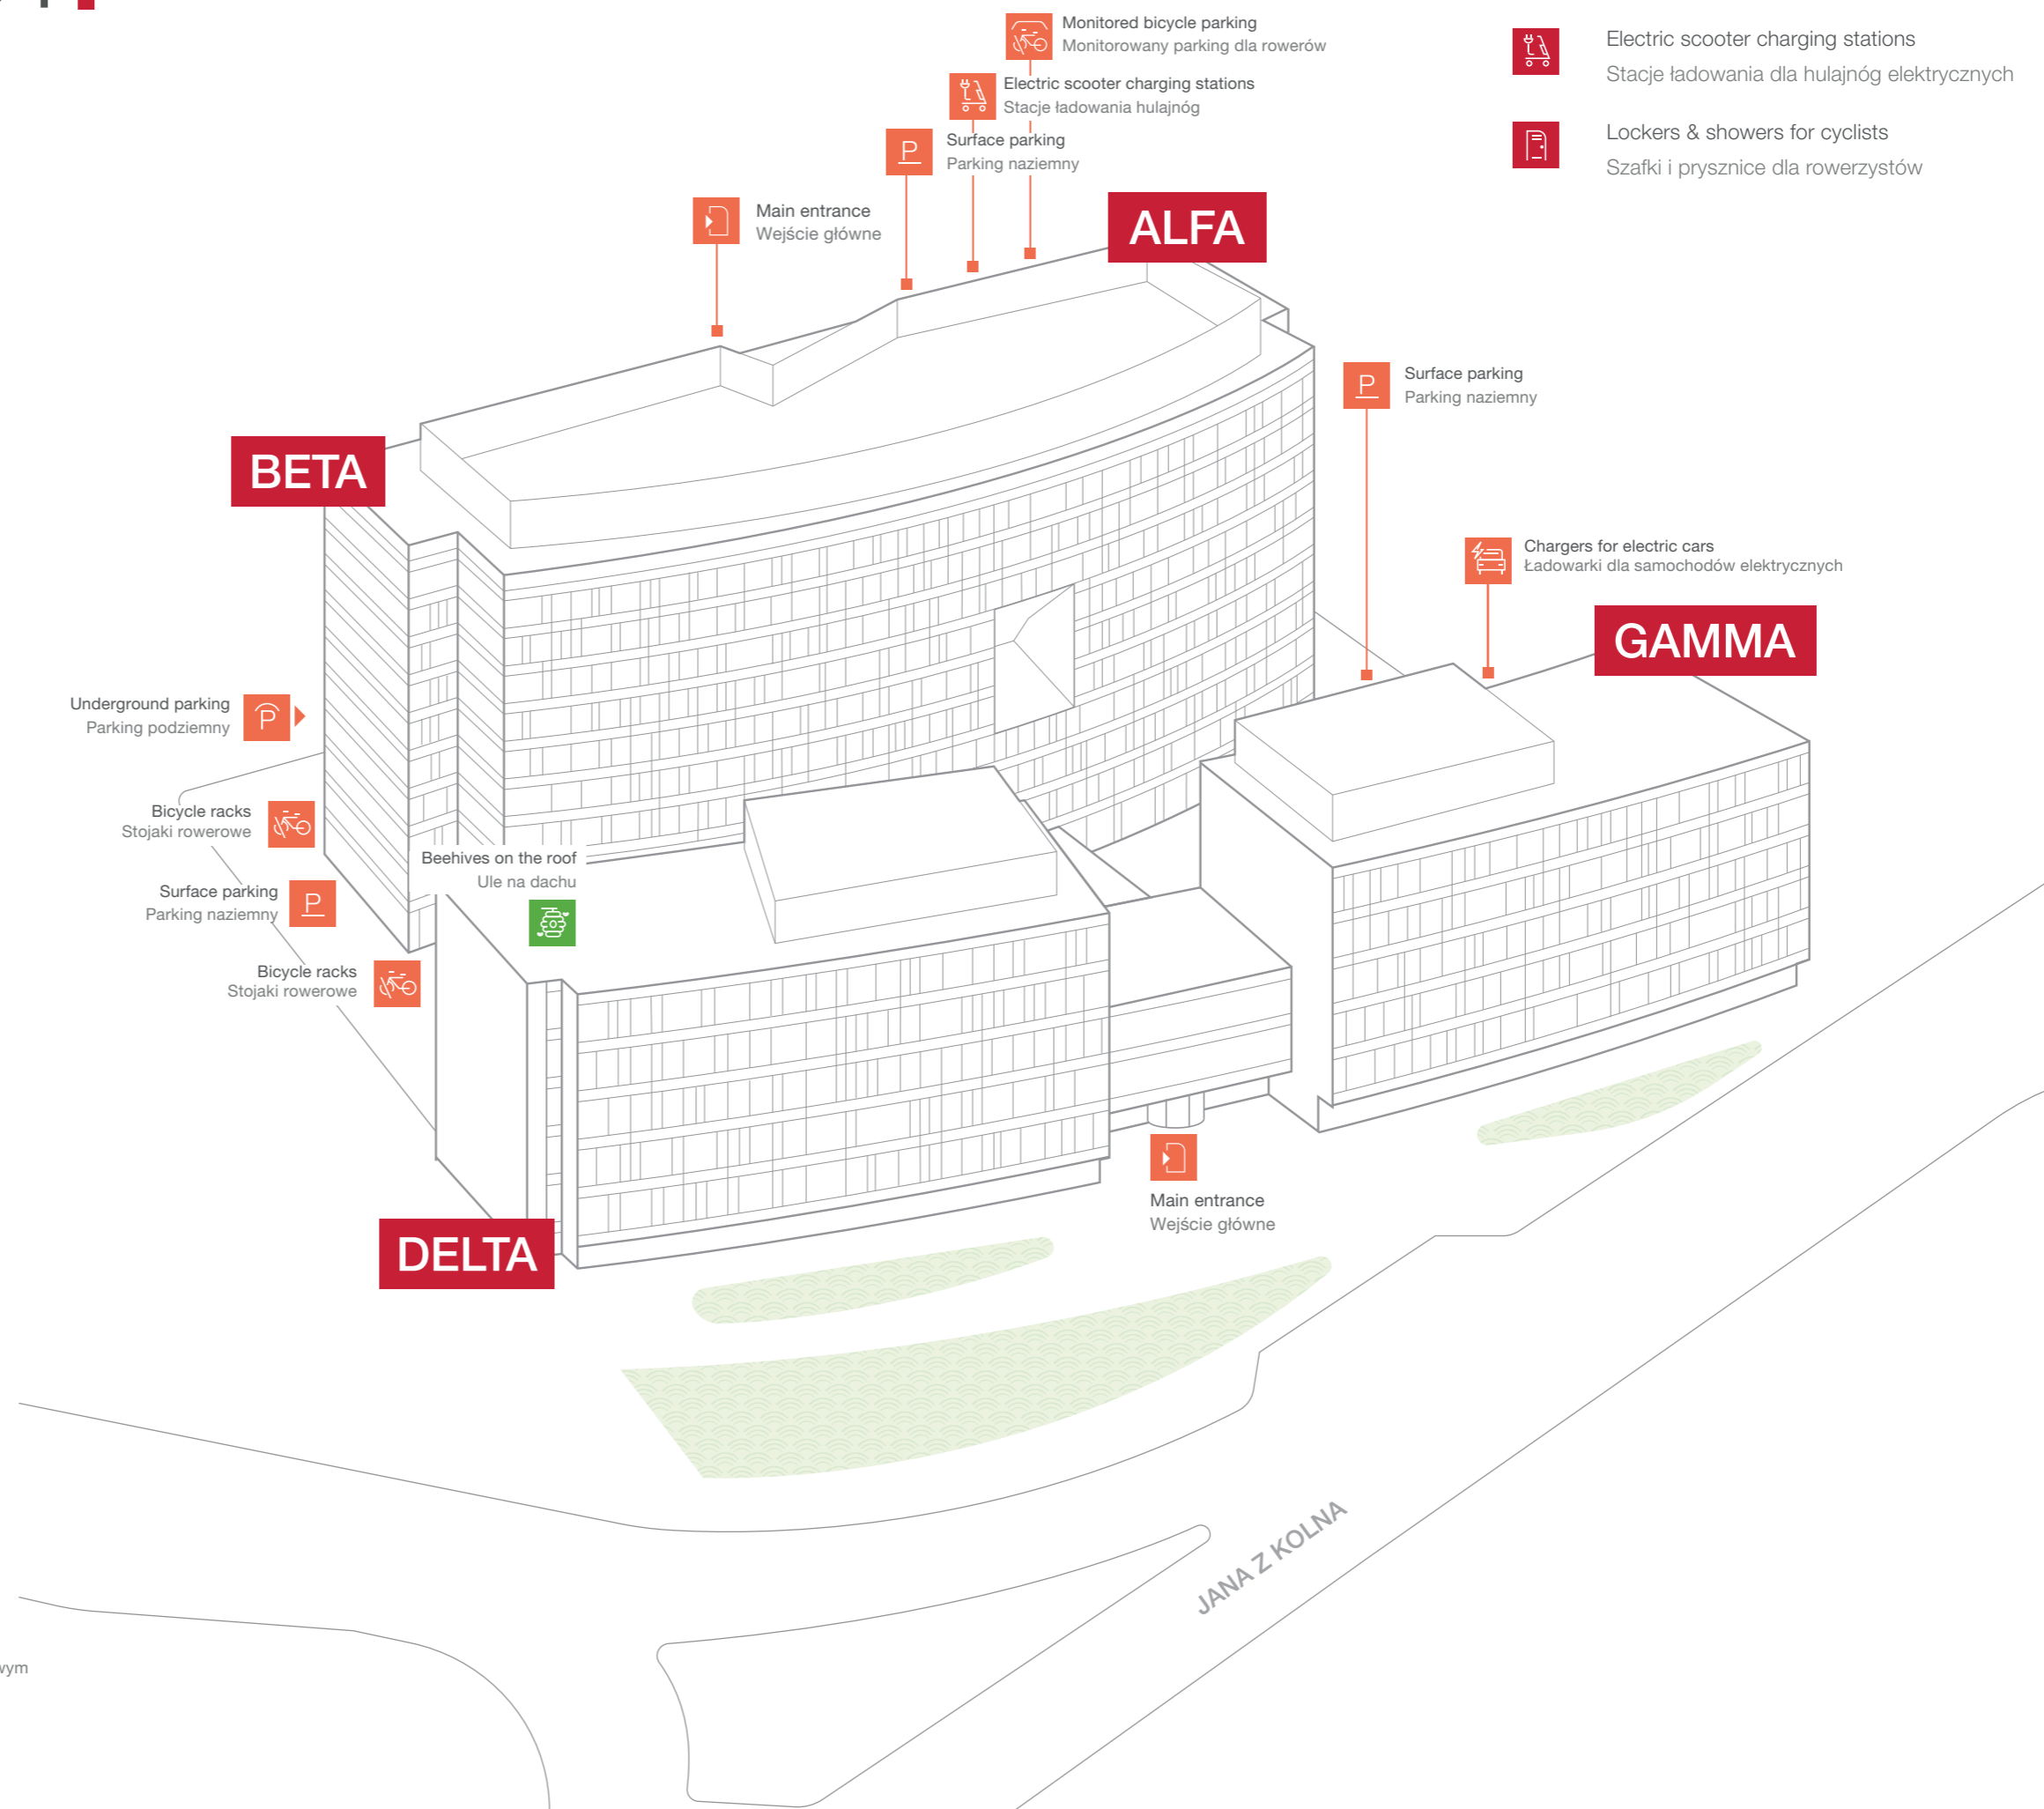 Monitored bicycle parking
Monitorowany parking dla rowerów
Electric scooter charging stations
Stacje ładowania hulajnóg
Surface parking
Parking naziemny
Main entrance
Wejście główne
Electric scooter charging stations
Stacje ładowania dla hulajnóg elektrycznych
Lockers & showers for cyclists
Szafki i prysznice dla rowerzystów
ALFA
Surface parking
Parking naziemny
BETA
Chargers for electric cars
Ładowarki dla samochodów elektrycznych
GAMMA
Underground parking
Parking podziemny
P
Bicycle racks
Stojaki rowerowe
Beehives on the roof
Ule na dachu
Surface parking
Parking naziemny
P
Bicycle racks
Stojaki rowerowe
Main entrance
Wejście główne
DELTA
JANA Z KOLNA
wym
P
P